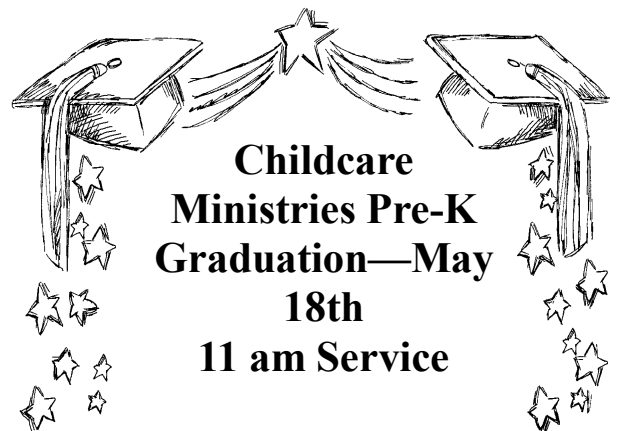 Childcare
Ministries Pre-K
Graduation—May
18th
11 am Service